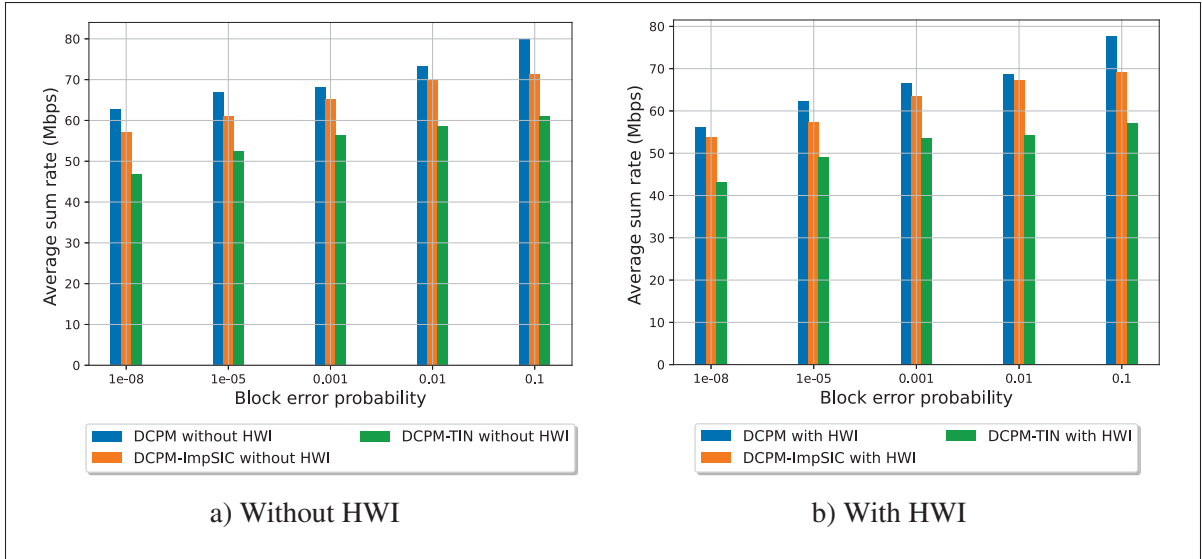 80
70
60
50
40
30
20
10
0
Average sum rate (Mbps)
1e-08 1e-05 0.001 0.01 0.1
Block error probability
DCPM without HWI
DCPM-ImpSIC without HWI
DCPM-TIN without HWI
a) Without HWI
80
70
60
50
40
30
20
10
0
Average sum rate (Mbps)
1e-08 1e-05 0.001 0.01 0.1
Block error probability
DCPM with HWI
DCPM-ImpSIC with HWI
DCPM-TIN with HWI
b) With HWI